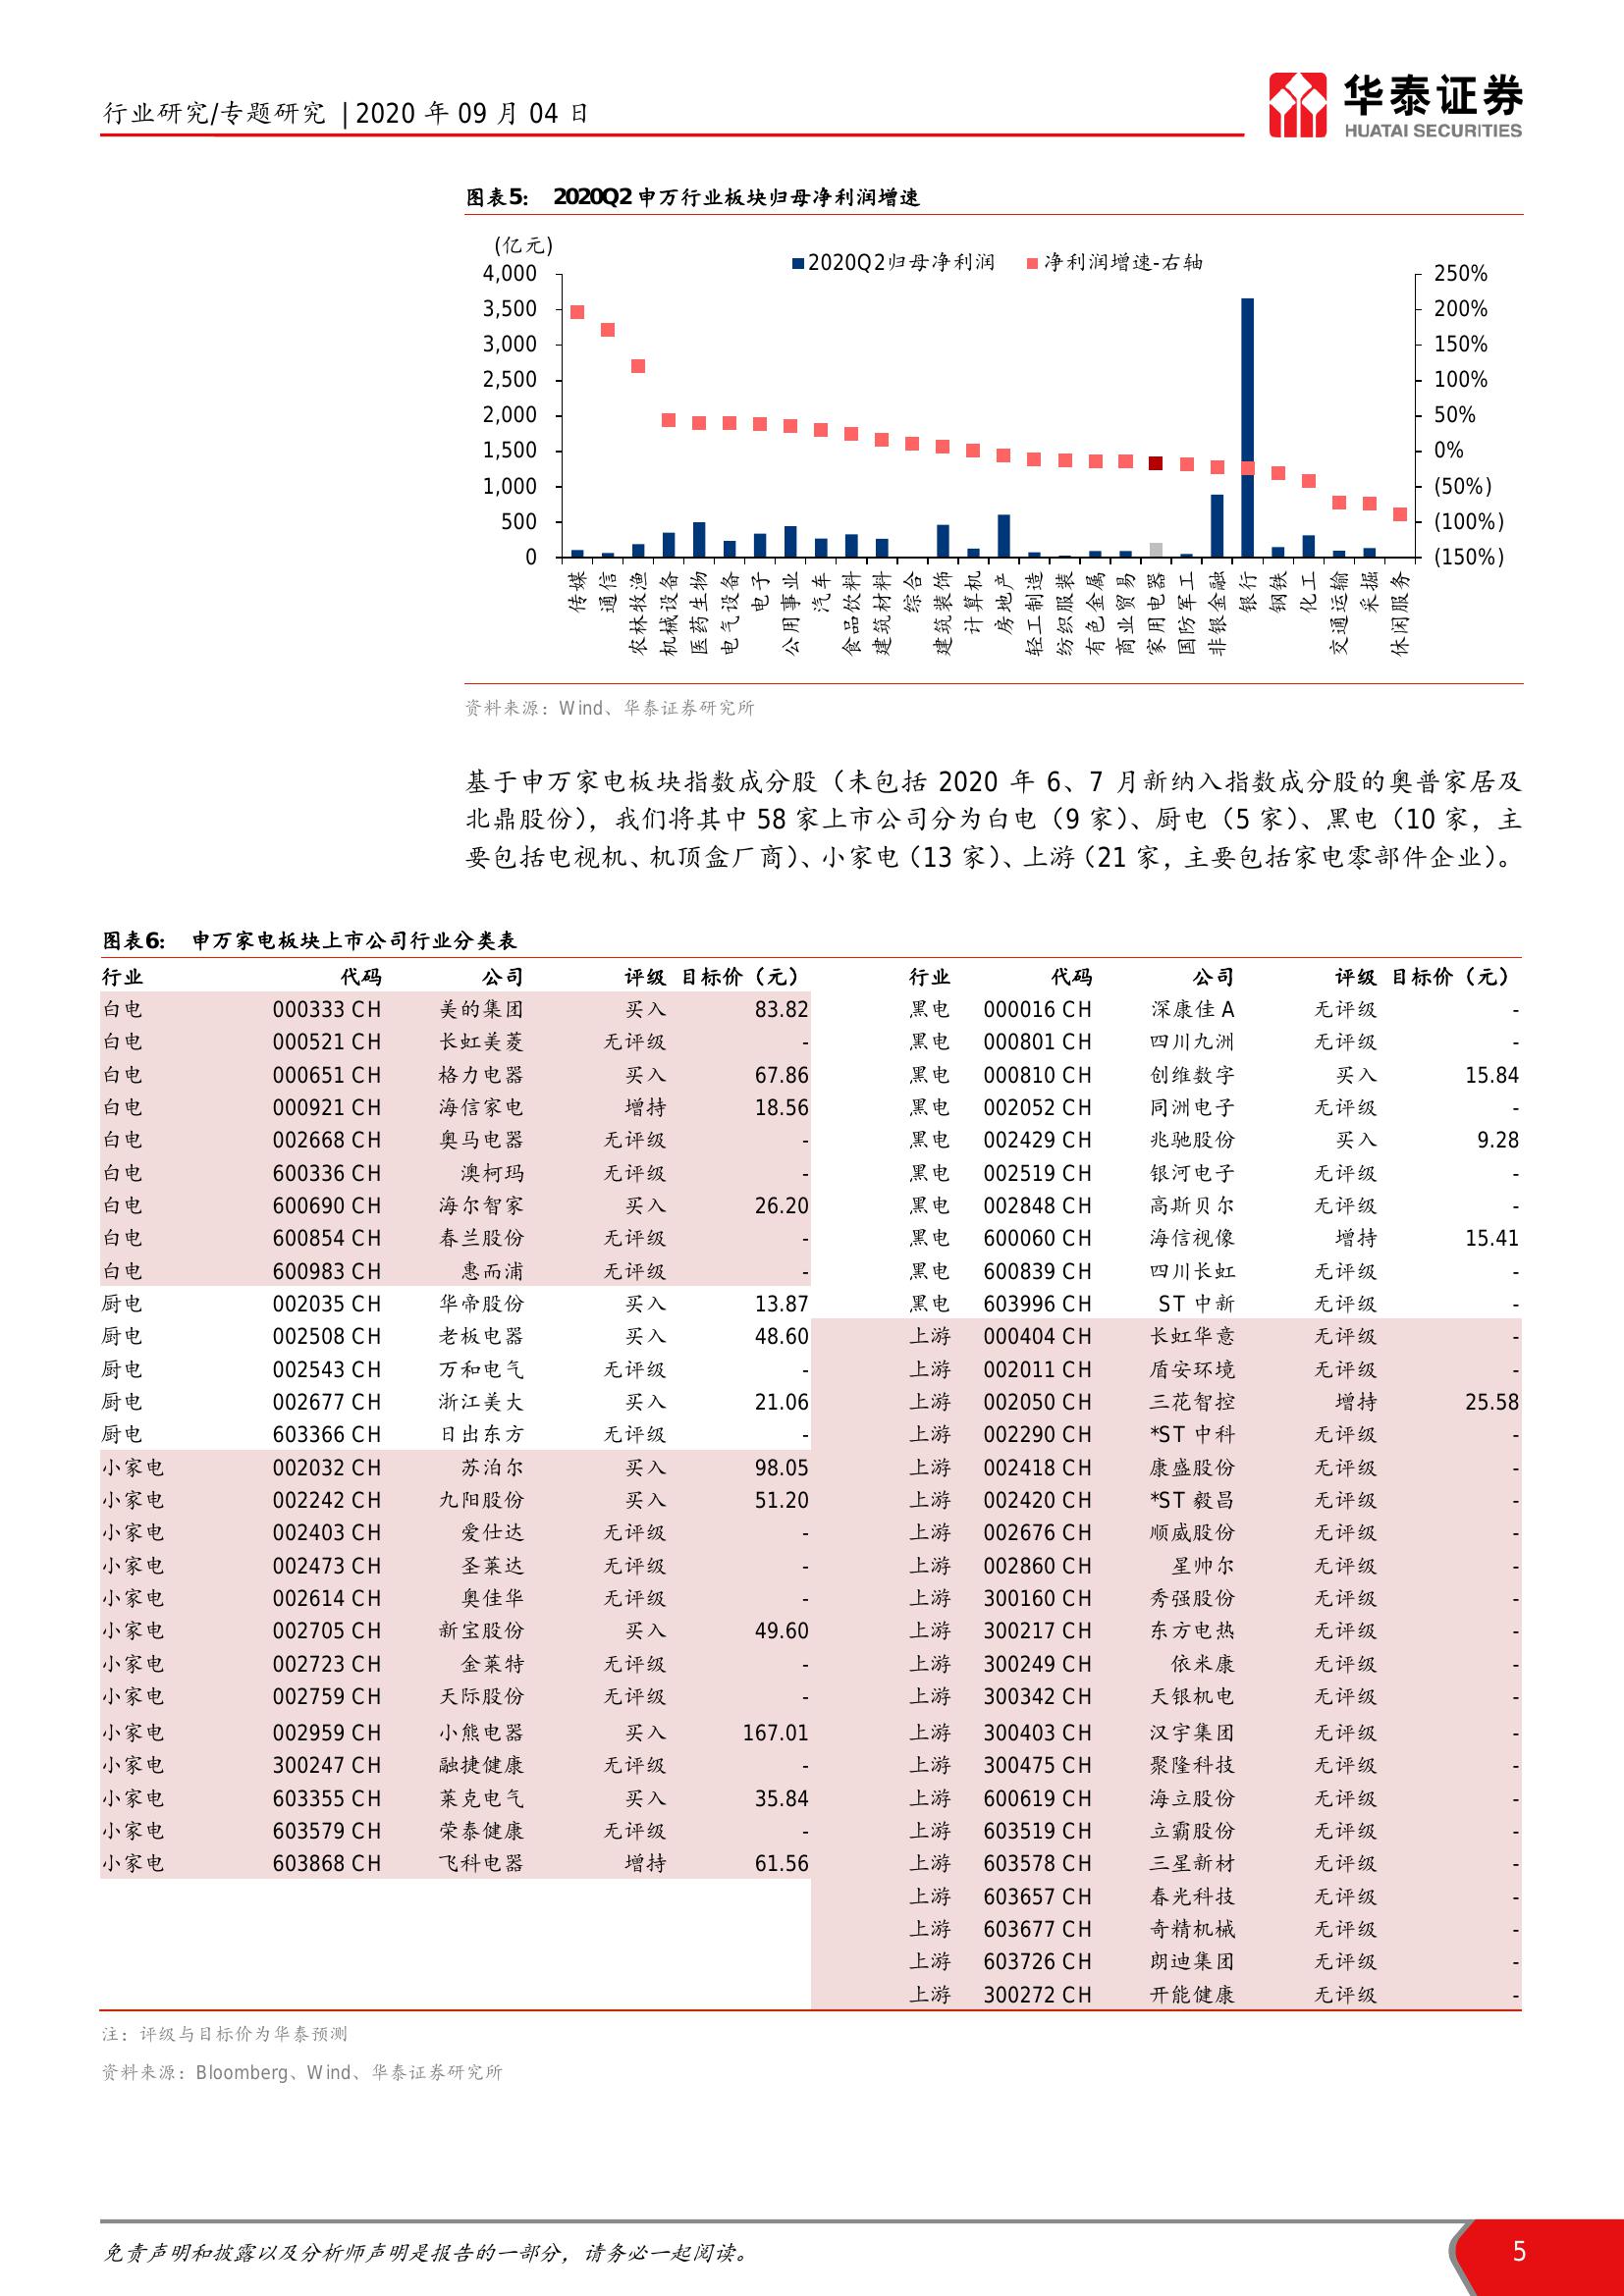 行业研究/专题研究 | 2020 年 09 月 04 日
华泰证券
HUATAI SECURITIES
图表5: 2020Q2 申万行业板块归母净利润增速
(亿元)
2020Q2归母净利润 净利润增速-右轴
4,000 250%
3,500 200%
3,000 150%
2,500 100%
2,000 50%
1,500 0%
1,000 (50%)
500 (100%)
0 (150%)
传媒 通信 农林牧渔 机械设备 医药生物 电气设备 电子 公用事业 汽车 食品饮料 建筑材料 综合 建筑装饰 计算机 房地产 轻工制造 纺织服装 有色金属 商业贸易 家用电器 国防军工 非银金融 银行 钢铁 化工 交通运输 采掘 休闲服务
资料来源：Wind、华泰证券研究所
基于申万家电板块指数成分股（未包括 2020 年 6、7 月新纳入指数成分股的奥普家居及
北鼎股份），我们将其中 58 家上市公司分为白电（9 家）、厨电（5 家）、黑电（10 家，主
要包括电视机、机顶盒厂商）、小家电（13 家）、上游（21 家，主要包括家电零部件企业）。
图表6: 申万家电板块上市公司行业分类表
行业 代码 公司 评级 目标价（元） 行业 代码 公司 评级 目标价（元）
白电 000333 CH 美的集团 买入 83.82 黑电 000016 CH 深康佳 A 无评级 -
白电 000521 CH 长虹美菱 无评级 - 黑电 000801 CH 四川九洲 无评级 -
白电 000651 CH 格力电器 买入 67.86 黑电 000810 CH 创维数字 买入 15.84
白电 000921 CH 海信家电 增持 18.56 黑电 002052 CH 同洲电子 无评级 -
白电 002668 CH 奥马电器 无评级 - 黑电 002429 CH 兆驰股份 买入 9.28
白电 600336 CH 澳柯玛 无评级 - 黑电 002519 CH 银河电子 无评级 -
白电 600690 CH 海尔智家 买入 26.20 黑电 002848 CH 高斯贝尔 无评级 -
白电 600854 CH 春兰股份 无评级 - 黑电 600060 CH 海信视像 增持 15.41
白电 600983 CH 惠而浦 无评级 - 黑电 600839 CH 四川长虹 无评级 -
厨电 002035 CH 华帝股份 买入 13.87 黑电 603996 CH ST 中新 无评级 -
厨电 002508 CH 老板电器 买入 48.60 上游 000404 CH 长虹华意 无评级 -
厨电 002543 CH 万和电气 无评级 - 上游 002011 CH 盾安环境 无评级 -
厨电 002677 CH 浙江美大 买入 21.06 上游 002050 CH 三花智控 增持 25.58
厨电 603366 CH 日出东方 无评级 - 上游 002290 CH *ST 中科 无评级 -
小家电 002032 CH 苏泊尔 买入 98.05 上游 002418 CH 康盛股份 无评级 -
小家电 002242 CH 九阳股份 买入 51.20 上游 002420 CH *ST 毅昌 无评级 -
小家电 002403 CH 爱仕达 无评级 - 上游 002676 CH 顺威股份 无评级 -
小家电 002473 CH 圣莱达 无评级 - 上游 002860 CH 星帅尔 无评级 -
小家电 002614 CH 奥佳华 无评级 - 上游 300160 CH 秀强股份 无评级 -
小家电 002705 CH 新宝股份 买入 49.60 上游 300217 CH 东方电热 无评级 -
小家电 002723 CH 金莱特 无评级 - 上游 300249 CH 依米康 无评级 -
小家电 002759 CH 天际股份 无评级 - 上游 300342 CH 天银机电 无评级 -
小家电 002959 CH 小熊电器 买入 167.01 上游 300403 CH 汉宇集团 无评级 -
小家电 300247 CH 融捷健康 无评级 - 上游 300475 CH 聚隆科技 无评级 -
小家电 603355 CH 莱克电气 买入 35.84 上游 600619 CH 海立股份 无评级 -
小家电 603579 CH 荣泰健康 无评级 - 上游 603519 CH 立霸股份 无评级 -
小家电 603868 CH 飞科电器 增持 61.56 上游 603578 CH 三星新材 无评级 -
上游 603657 CH 春光科技 无评级 -
上游 603677 CH 奇精机械 无评级 -
上游 603726 CH 朗迪集团 无评级 -
上游 300272 CH 开能健康 无评级 -
注：评级与目标价为华泰预测
资料来源：Bloomberg、Wind、华泰证券研究所
免责声明和披露以及分析师声明是报告的一部分，请务必一起阅读。 5